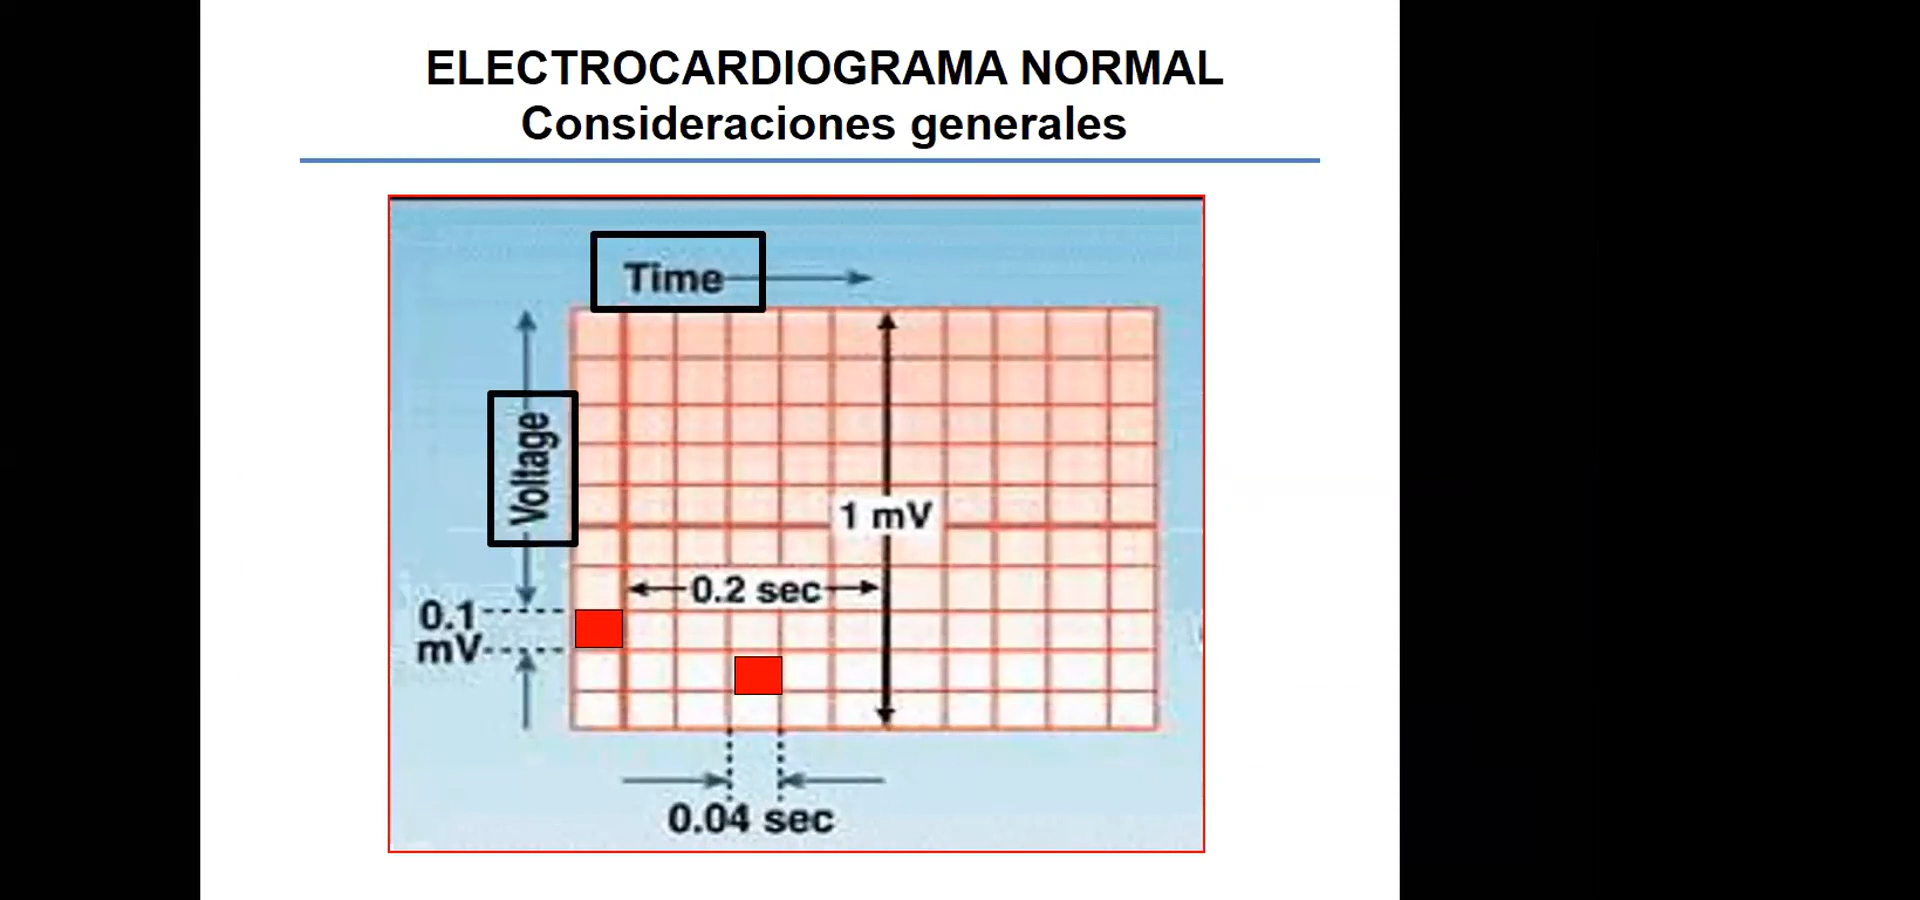 ELECTROCARDIOGRAMA NORMAL
Consideraciones generales
Time
Voltage
1 mV
0.2 sec
0.1
mV
0.04 sec